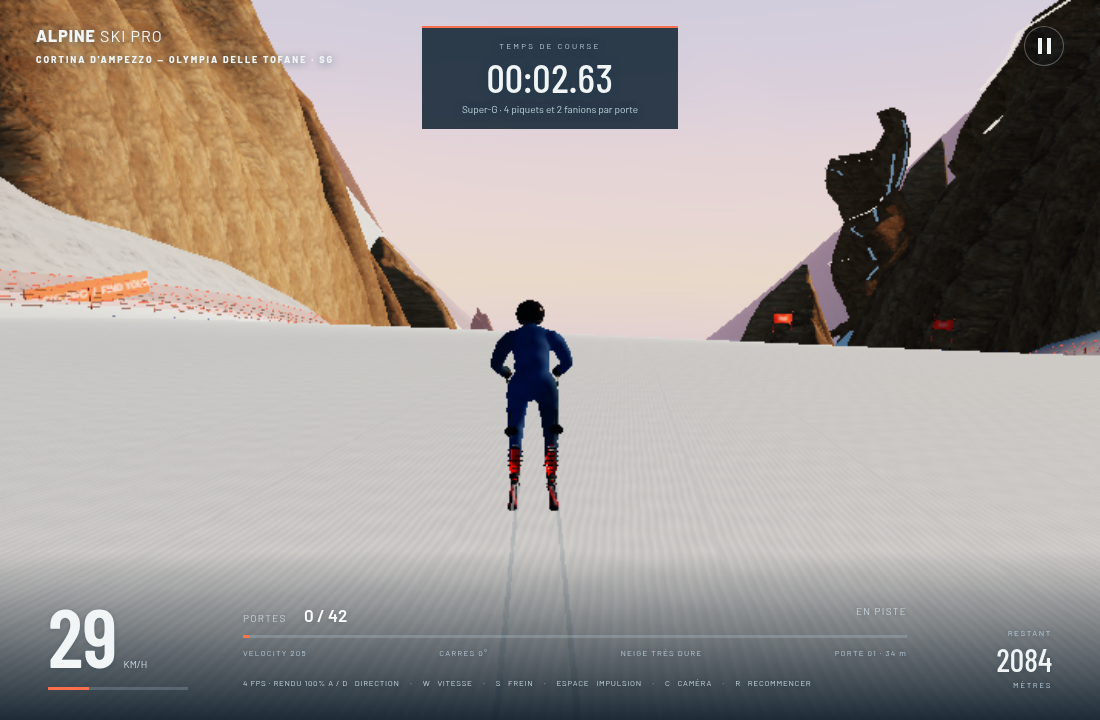 ALPINE SKI PRO
CORTINA D'AMPEZZO — OLYMPIA DELLE TOFANE · SG
TEMPS DE COURSE
00:02.63
Super-G · 4 piquets et 2 fanions par porte
29 KM/H
PORTES 0 / 42
EN PISTE
VELOCITY 205 CARRES 0° NEIGE TRÈS DURE PORTE 01 · 34 m
4 FPS · RENDU 100% A / D DIRECTION · W VITESSE · S FREIN · ESPACE IMPULSION · C CAMÉRA · R RECOMMENCER
RESTANT
2084
MÈTRES